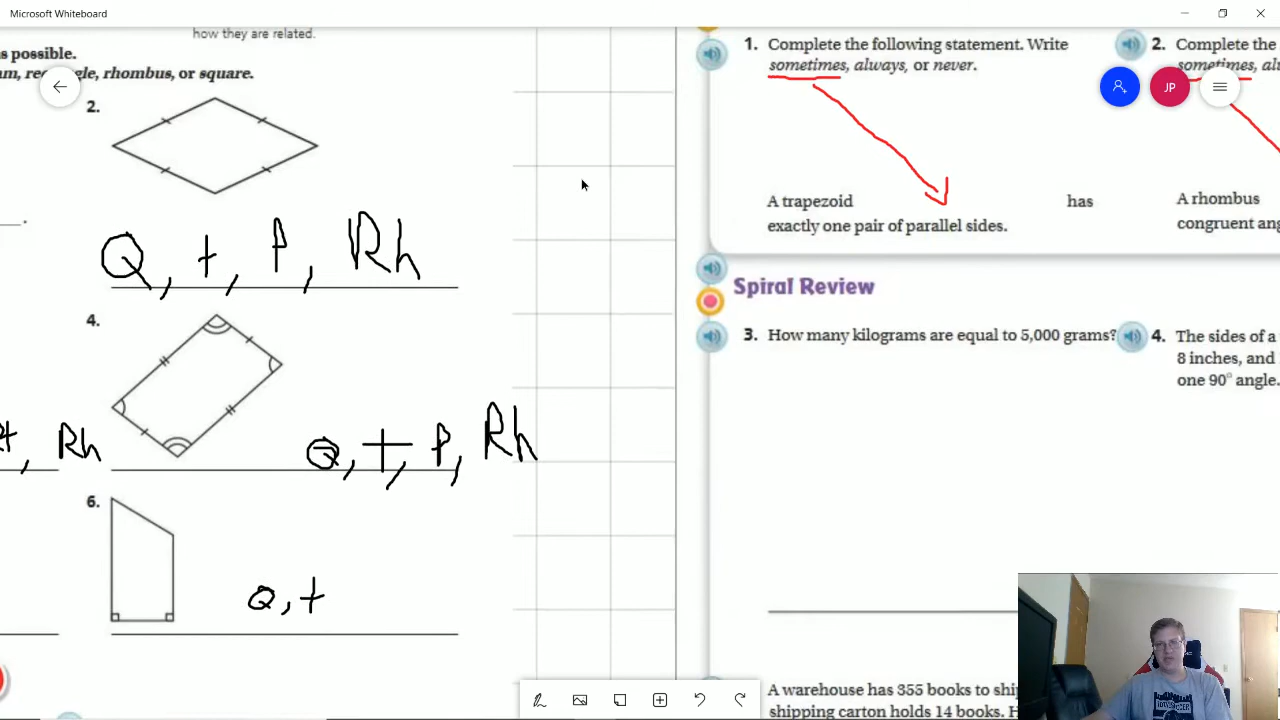 Microsoft Whiteboard
how they are related.
s possible.
rhombus, or square.
2.
Q, t, P, Rh
4.
Rh
Q, t, P, Rh
6.
Q, t
1. Complete the following statement. Write
sometimes, always, or never.
A trapezoid has
exactly one pair of parallel sides.
2. Complete the
sometimes, al
JP
A rhombus
congruent ang
Spiral Review
3. How many kilograms are equal to 5,000 grams?
4. The sides of a
8 inches, and
one 90° angle.
A warehouse has 355 books to shi
shipping carton holds 14 books. H